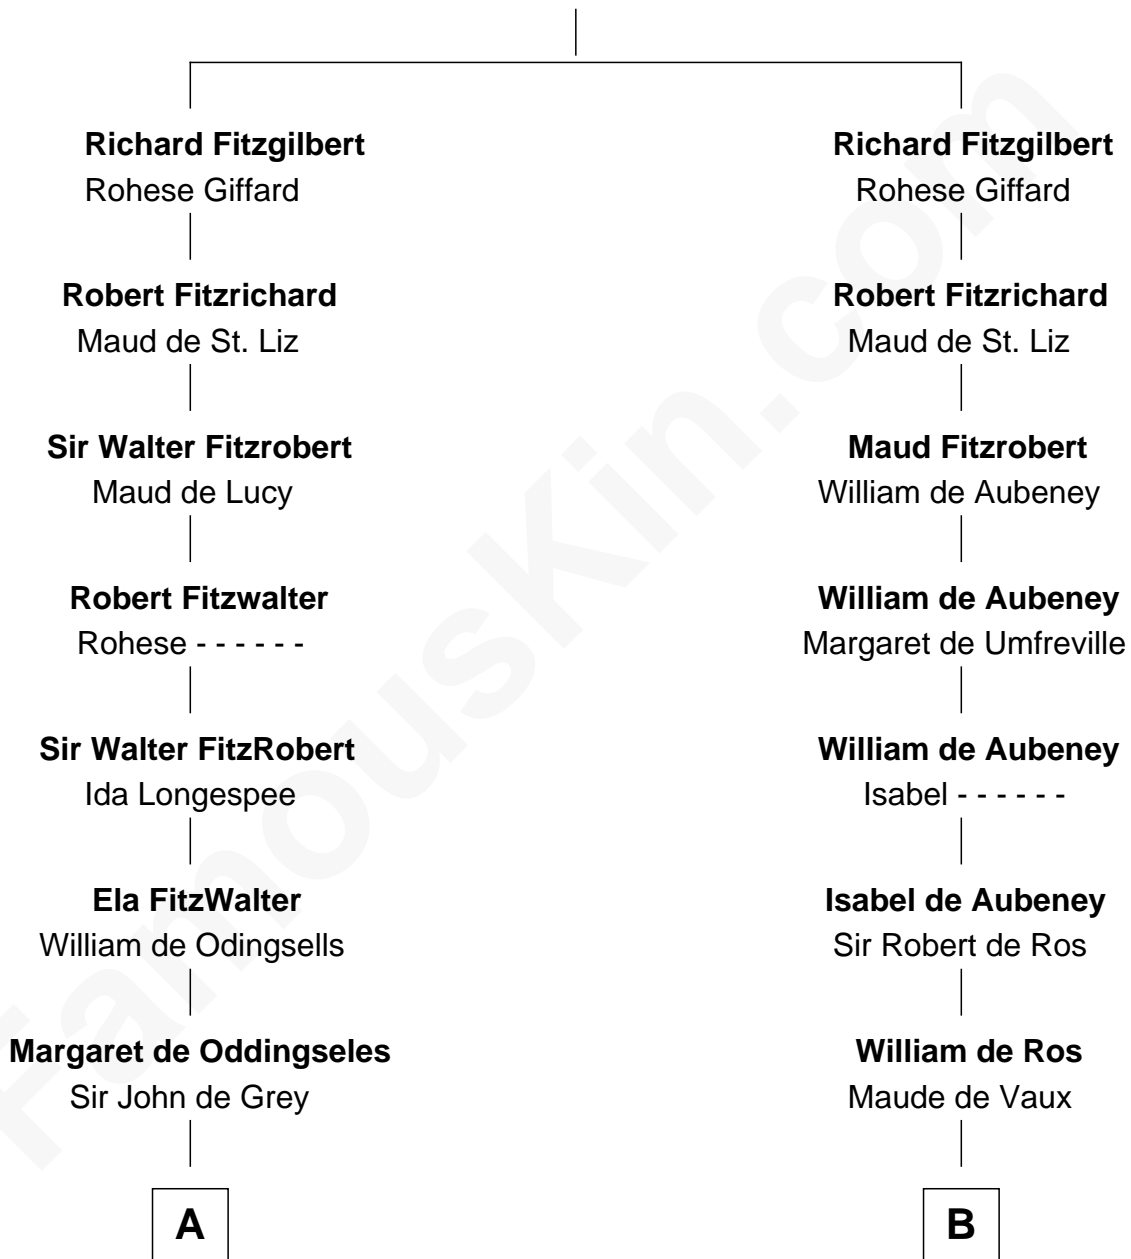 Richard Fitzgilbert
Rohese Giffard
Robert Fitzrichard
Maud de St. Liz
Sir Walter Fitzrobert
Maud de Lucy
Robert Fitzwalter
Rohese - - - - - -
Sir Walter FitzRobert
Ida Longespee
Ela FitzWalter
William de Odingsells
Margaret de Oddingseles
Sir John de Grey
A
Richard Fitzgilbert
Rohese Giffard
Robert Fitzrichard
Maud de St. Liz
Maud Fitzrobert
William de Aubeney
William de Aubeney
Margaret de Umfreville
William de Aubeney
Isabel - - - - - -
Isabel de Aubeney
Sir Robert de Ros
William de Ros
Maude de Vaux
B
FamousKin.com